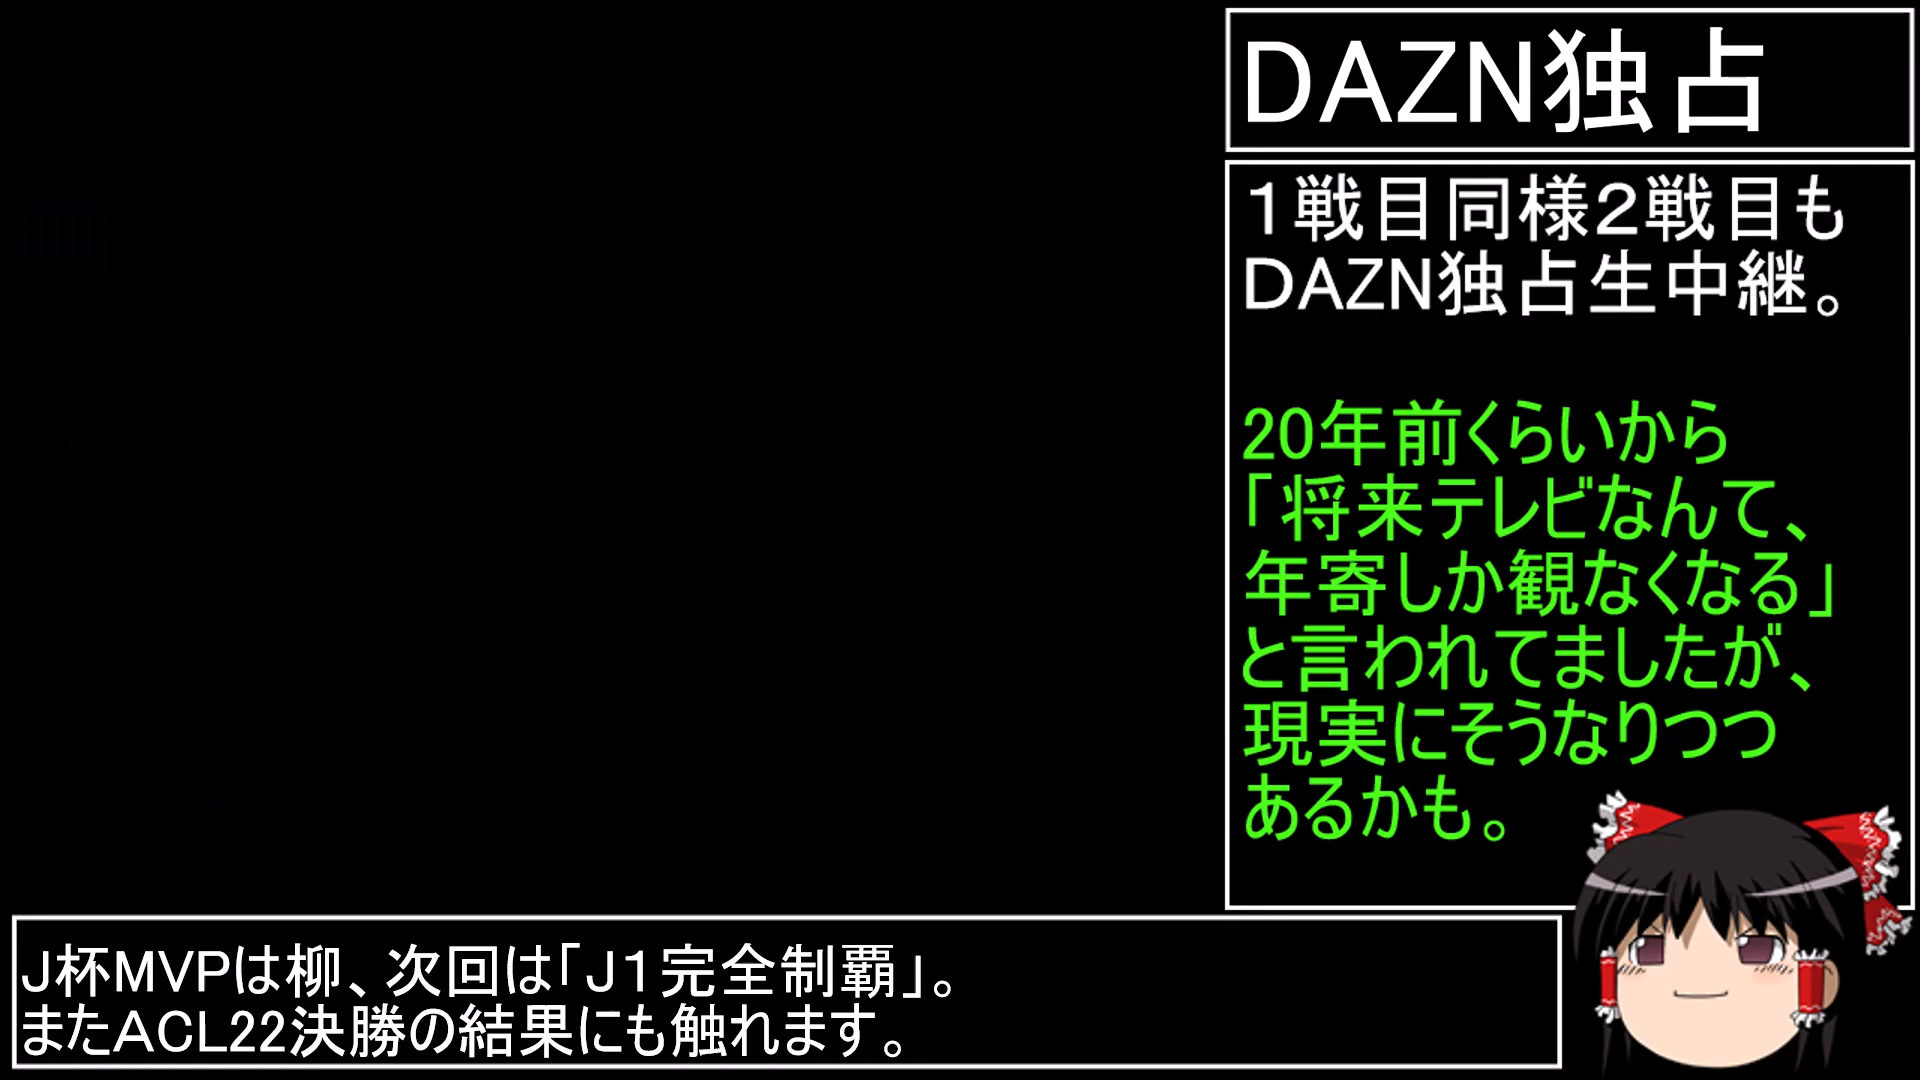 DAZN独占
１戦目同様２戦目も
DAZN独占生中継。
20年前くらいから
「将来テレビなんて、
年寄しか観なくなる」
と言われてましたが、
現実にそうなりつつ
あるかも。
J杯MVPは柳、次回は「J１完全制覇」。
またACL22決勝の結果にも触れます。